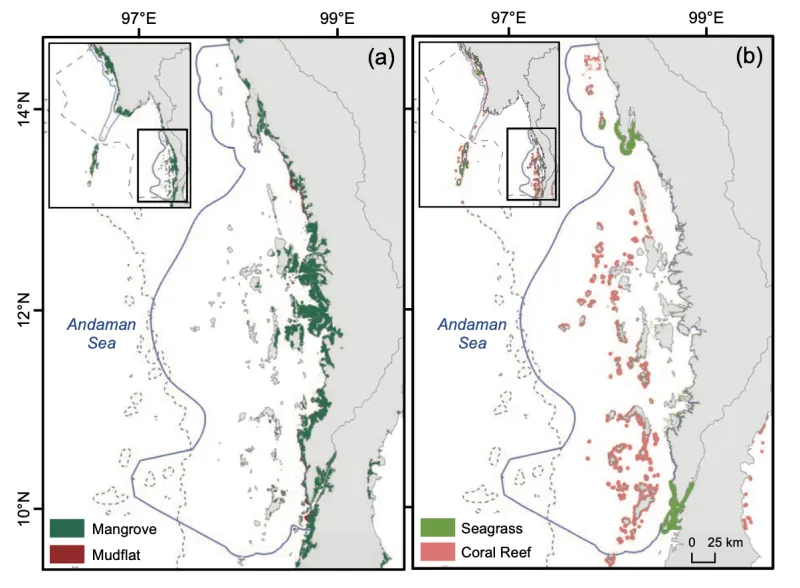 97°E 99°E 97°E 99°E
(a) (b)
14°N
12°N
Andaman
Sea
Andaman
Sea
10°N
Mangrove
Mudflat
Seagrass
Coral Reef
0 25 km